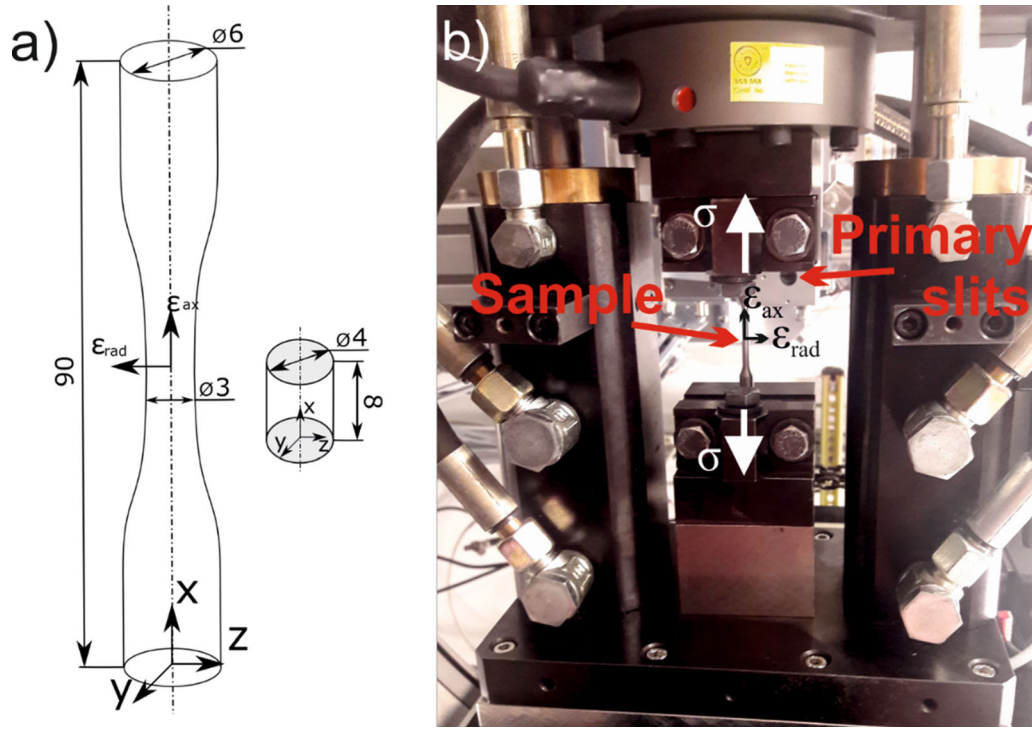 a)
ø6
90
εax
εrad
ø3
ø4
8
x
y
z
X
Z
y
b)
σ
Primary
slits
Sample
εax
εrad
σ